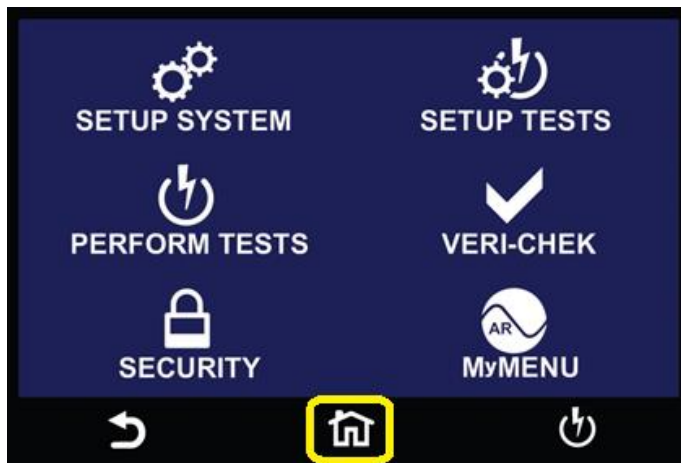 SETUP SYSTEM
SETUP TESTS
PERFORM TESTS
VERI-CHEK
SECURITY
AR
MyMENU